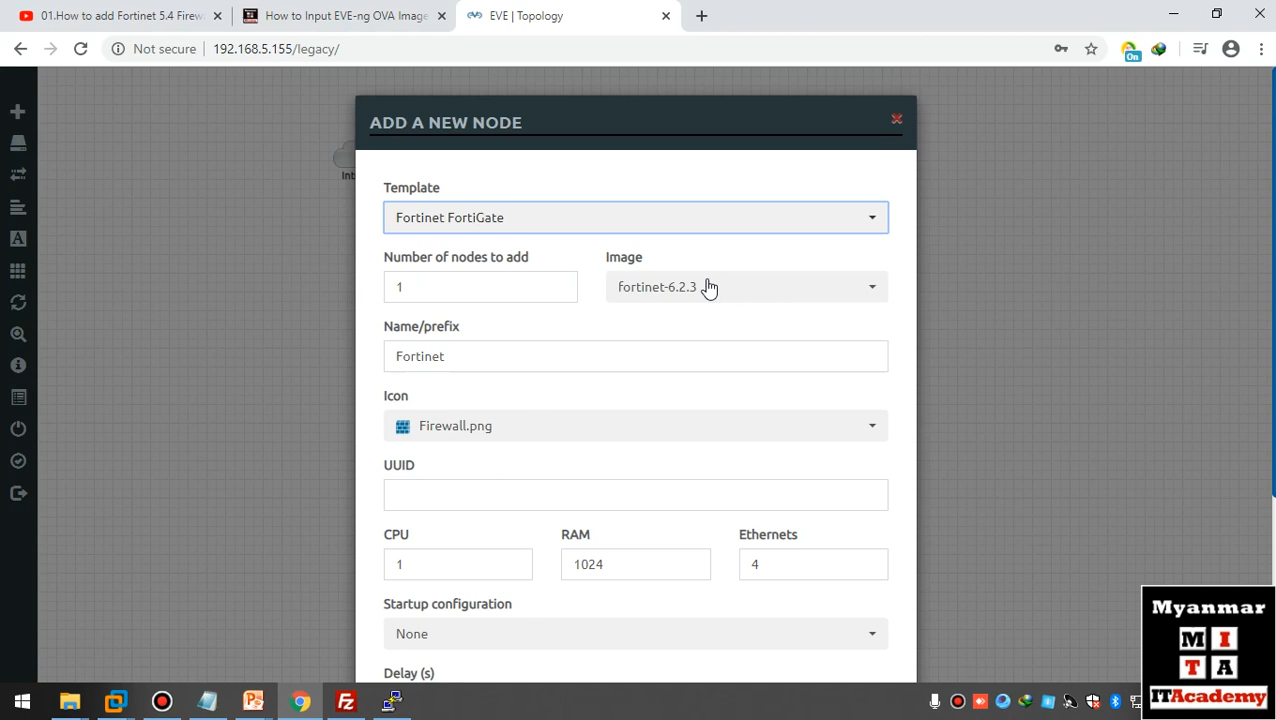 01.How to add Fortinet 5.4 Firew
How to Input EVE-ng OVA Image
EVE | Topology
Not secure
192.168.5.155/legacy/
On
ADD A NEW NODE
Int
Template
Fortinet FortiGate
Number of nodes to add
Image
1
fortinet-6.2.3
Name/prefix
Fortinet
Icon
Firewall.png
UUID
CPU
RAM
Ethernets
1
1024
4
Startup configuration
None
Delay (s)
Myanmar
M I
T A
ITAcademy